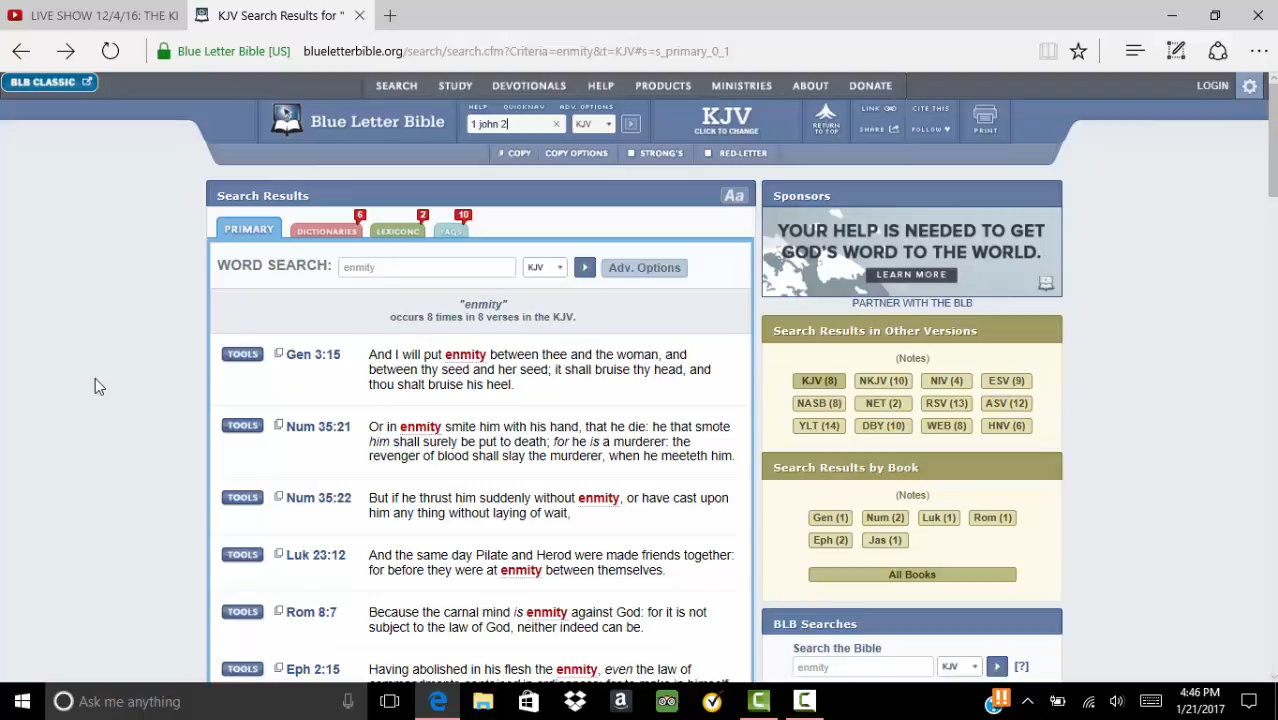 LIVE SHOW 12/4/16: THE KI
KJV Search Results for "
Blue Letter Bible [US]
blueletterbible.org/search/search.cfm?Criteria=enmity&t=KJV#s=s_primary_0_1
BLB CLASSIC
SEARCH STUDY DEVOTIONALS HELP PRODUCTS MINISTRIES ABOUT DONATE
LOGIN
Blue Letter Bible
HELP QUICKNAV ADV. OPTIONS
1 john 2
KJV
KJV
CLICK TO CHANGE
RETURN
TO TOP
LINK
CITE THIS
SHARE
FOLLOW
PRINT
COPY COPY OPTIONS STRONG'S RED-LETTER
Search Results
Aa
PRIMARY
DICTIONARIES
6
LEXICONC
2
FAQS
10
WORD SEARCH:
enmity
KJV
Adv. Options
"enmity"
occurs 8 times in 8 verses in the KJV.
TOOLS
Gen 3:15
And I will put enmity between thee and the woman, and
between thy seed and her seed; it shall bruise thy head, and
thou shalt bruise his heel.
TOOLS
Num 35:21
Or in enmity smite him with his hand, that he die: he that smote
him shall surely be put to death; for he is a murderer: the
revenger of blood shall slay the murderer, when he meeteth him.
TOOLS
Num 35:22
But if he thrust him suddenly without enmity, or have cast upon
him any thing without laying of wait,
TOOLS
Luk 23:12
And the same day Pilate and Herod were made friends together:
for before they were at enmity between themselves.
TOOLS
Rom 8:7
Because the carnal mind is enmity against God: for it is not
subject to the law of God, neither indeed can be.
TOOLS
Eph 2:15
Having abolished in his flesh the enmity, even the law of
Sponsors
YOUR HELP IS NEEDED TO GET
GOD'S WORD TO THE WORLD.
LEARN MORE
PARTNER WITH THE BLB
Search Results in Other Versions
(Notes)
KJV (8) NKJV (10) NIV (4) ESV (9)
NASB (8) NET (2) RSV (13) ASV (12)
YLT (14) DBY (10) WEB (8) HNV (6)
Search Results by Book
(Notes)
Gen (1) Num (2) Luk (1) Rom (1)
Eph (2) Jas (1)
All Books
BLB Searches
Search the Bible
enmity
KJV
[?]
Ask me anything
4:46 PM
1/21/2017